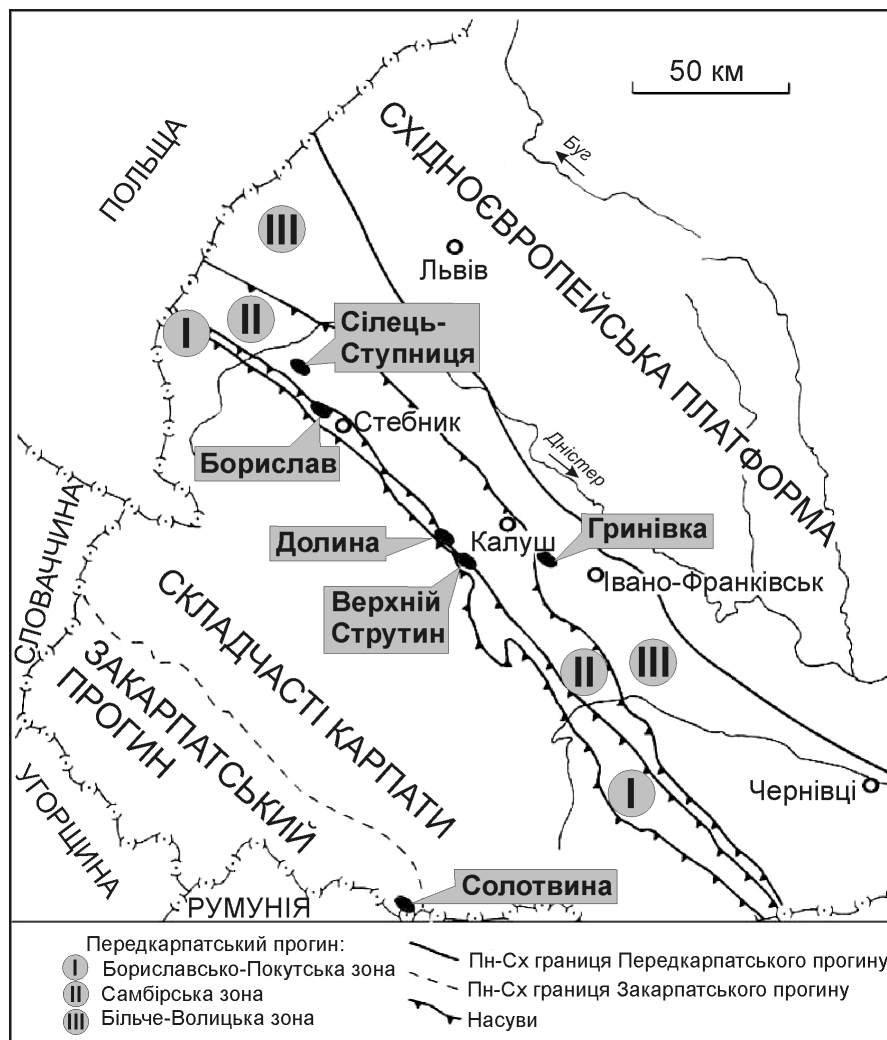 50 км
ПОЛЬЩА
СХІДНОЄВРОПЕЙСЬКА ПЛАТФОРМА
Буг
III
Львів
II
I
Сілець-
Ступниця
Стебник
Борислав
Дністер
СЛОВАЧЧИНА
Долина
Калуш
Гринівка
Івано-Франківськ
Верхній
Струтин
СКЛАДЧАСТІ КАРПАТИ
ЗАКАРПАТСЬКИЙ
ПРОГИН
II
III
УГОРЩИНА
I
Чернівці
Солотвина
РУМУНІЯ
Передкарпатський прогин:
I Бориславсько-Покутська зона
II Самбірська зона
III Більче-Волицька зона
Пн-Сх границя Передкарпатського прогину
Пн-Сх границя Закарпатського прогину
Насуви